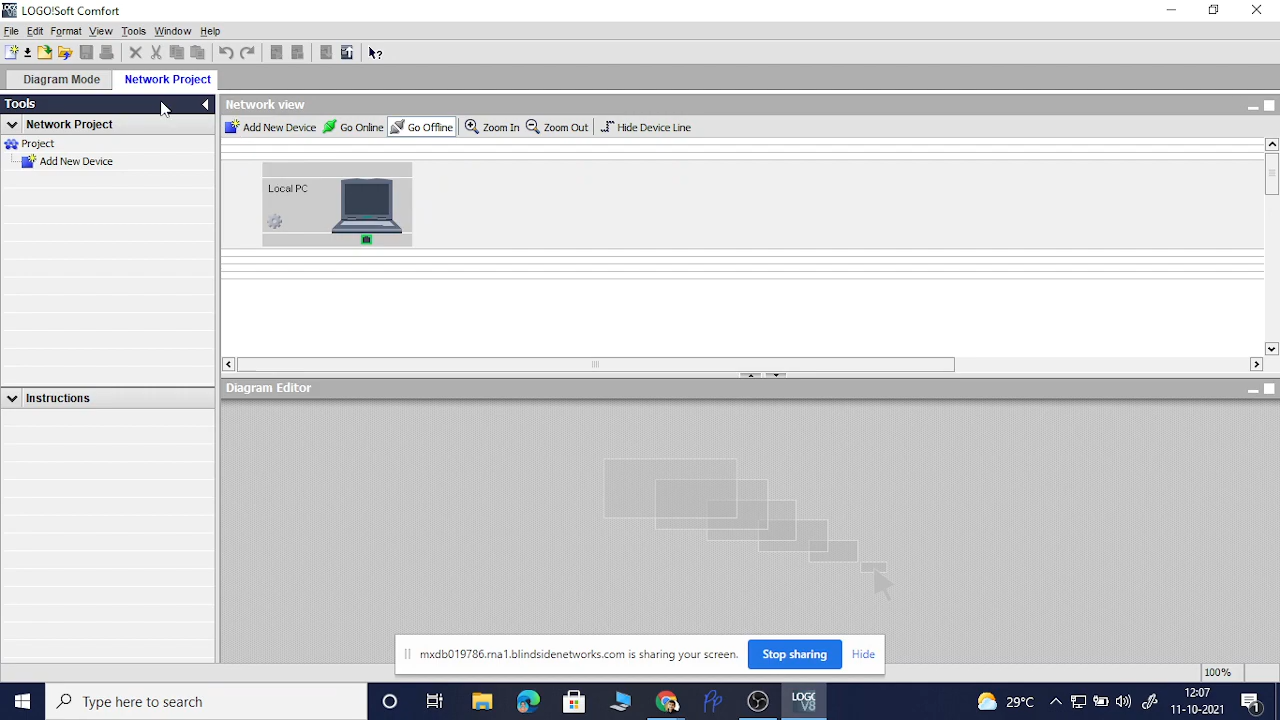 LOGO!Soft Comfort
File Edit Format View Tools Window Help
Diagram Mode Network Project
Tools
Network Project
Project
Add New Device
Instructions
Network view
Add New Device Go Online Go Offline Zoom In Zoom Out Hide Device Line
Local PC
Diagram Editor
mxdb019786.rna1.blindsidenetworks.com is sharing your screen. Stop sharing Hide
100%
Type here to search
LOGO
V8
29°C
12:07
11-10-2021
1